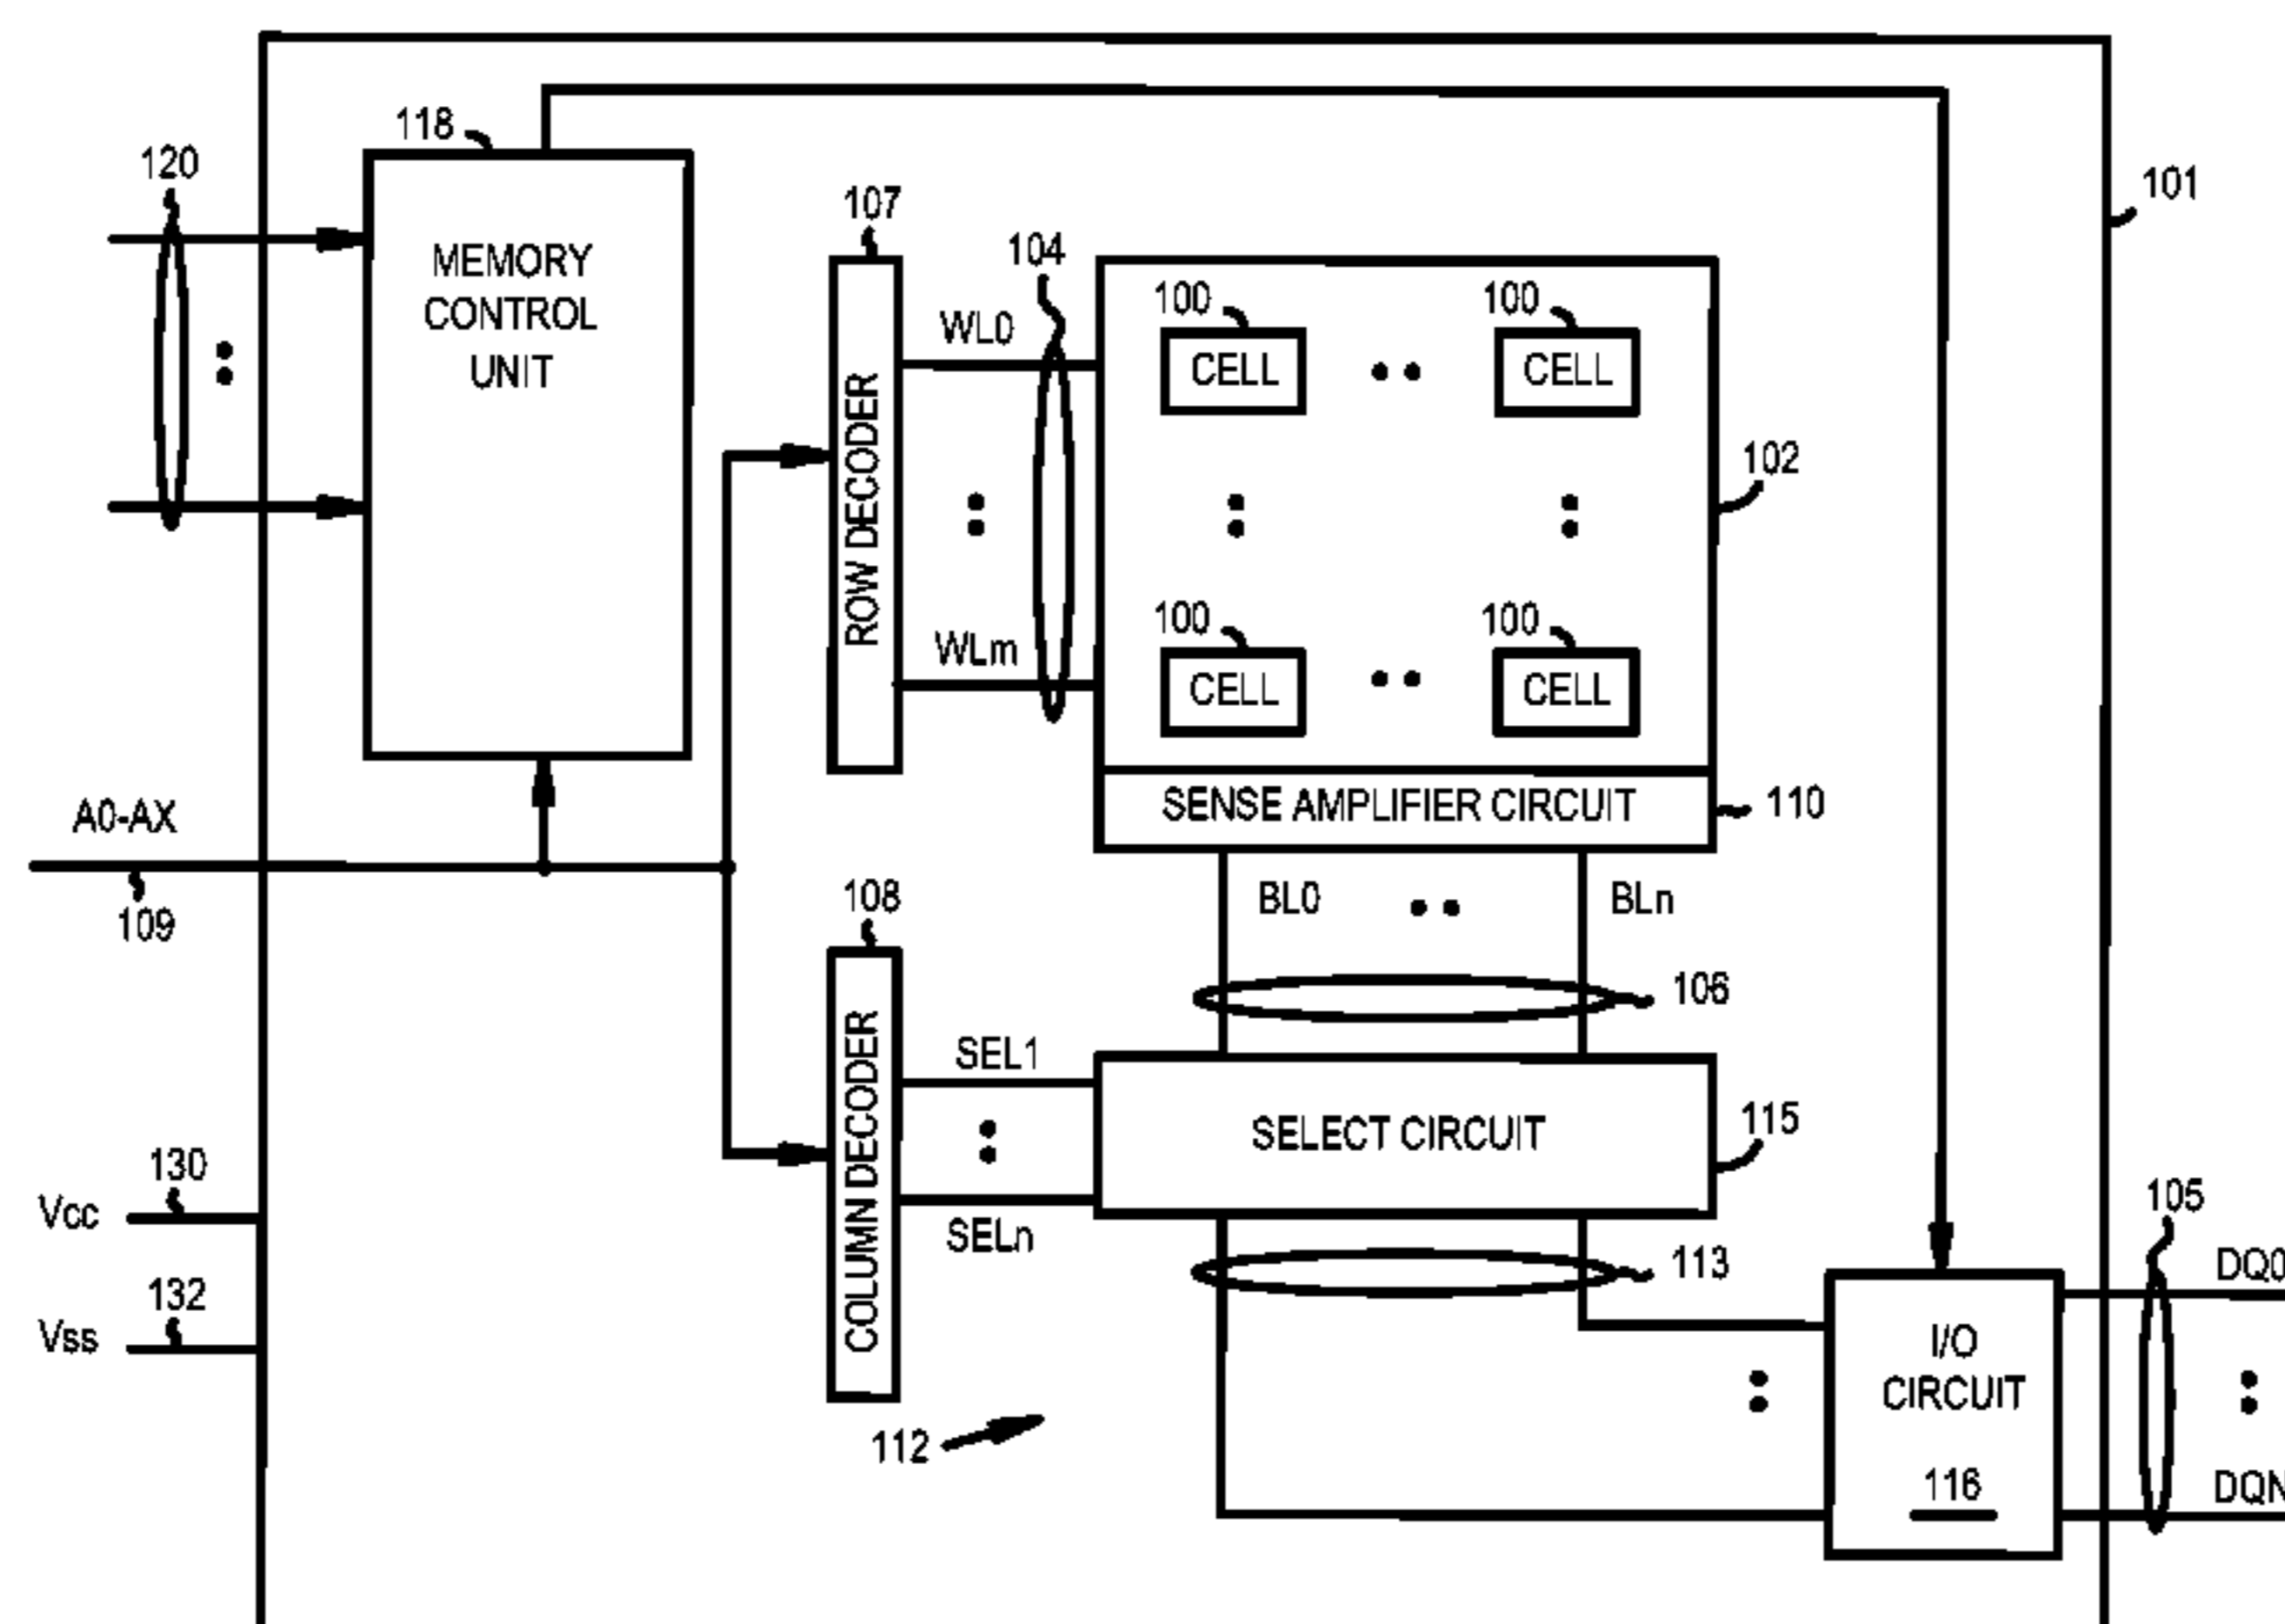 118
120
101
107
104
MEMORY
CONTROL
UNIT
WL0
100
100
CELL
CELL
ROW DECODER
102
100
100
WLm
CELL
CELL
A0-AX
SENSE AMPLIFIER CIRCUIT
110
109
108
BL0
BLn
106
SEL1
COLUMN DECODER
SELECT CIRCUIT
115
130
Vcc
SELn
105
113
DQ0
132
Vss
I/O
CIRCUIT
112
116
DQN